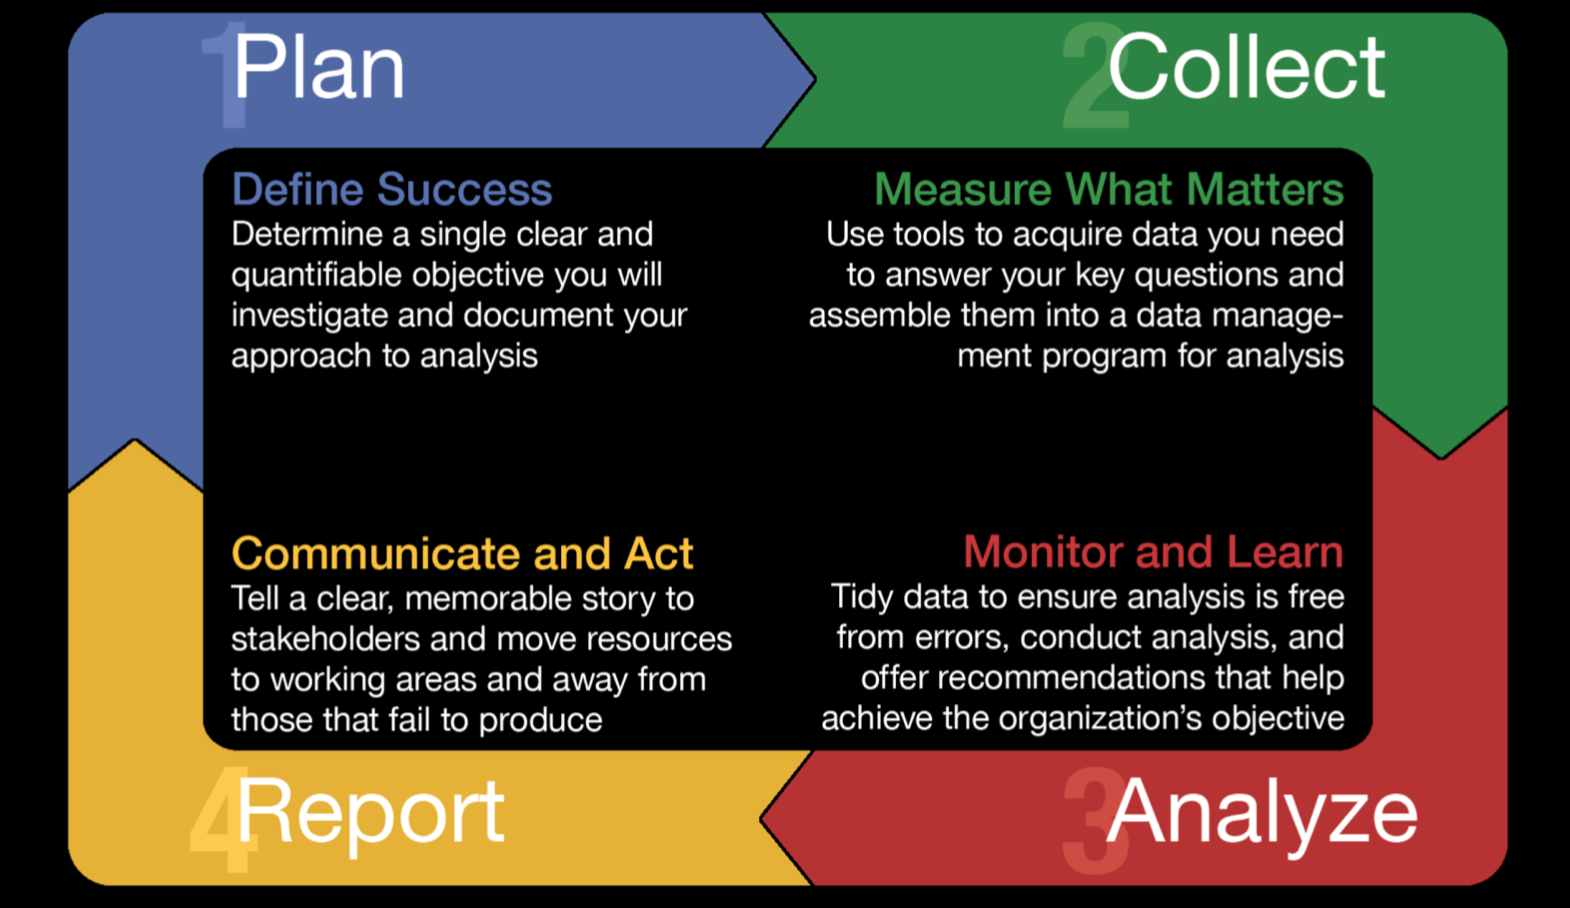 1 Plan
2 Collect
Define Success
Determine a single clear and
quantifiable objective you will
investigate and document your
approach to analysis
Measure What Matters
Use tools to acquire data you need
to answer your key questions and
assemble them into a data manage-
ment program for analysis
Communicate and Act
Tell a clear, memorable story to
stakeholders and move resources
to working areas and away from
those that fail to produce
Monitor and Learn
Tidy data to ensure analysis is free
from errors, conduct analysis, and
offer recommendations that help
achieve the organization's objective
4 Report
3 Analyze